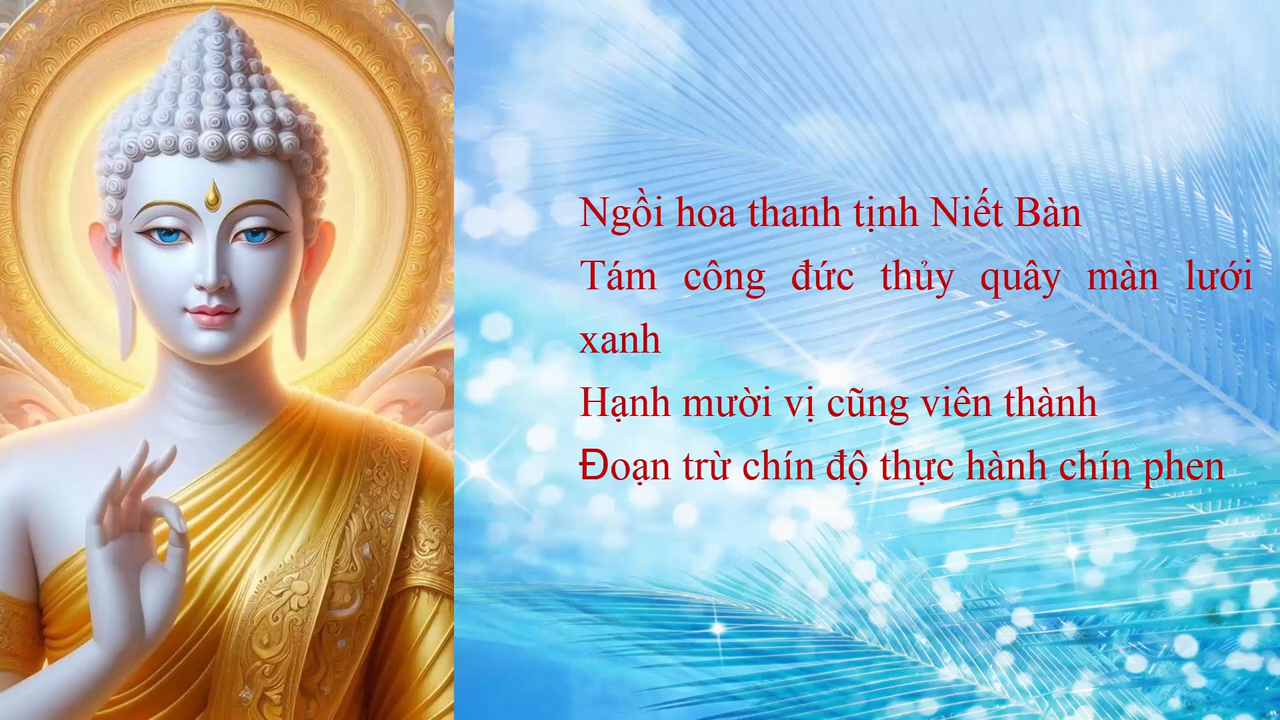 Ngồi hoa thanh tịnh Niết Bàn
Tám công đức thủy quây màn lưới
xanh
Hạnh mười vị cũng viên thành
Đoạn trừ chín độ thực hành chín phen